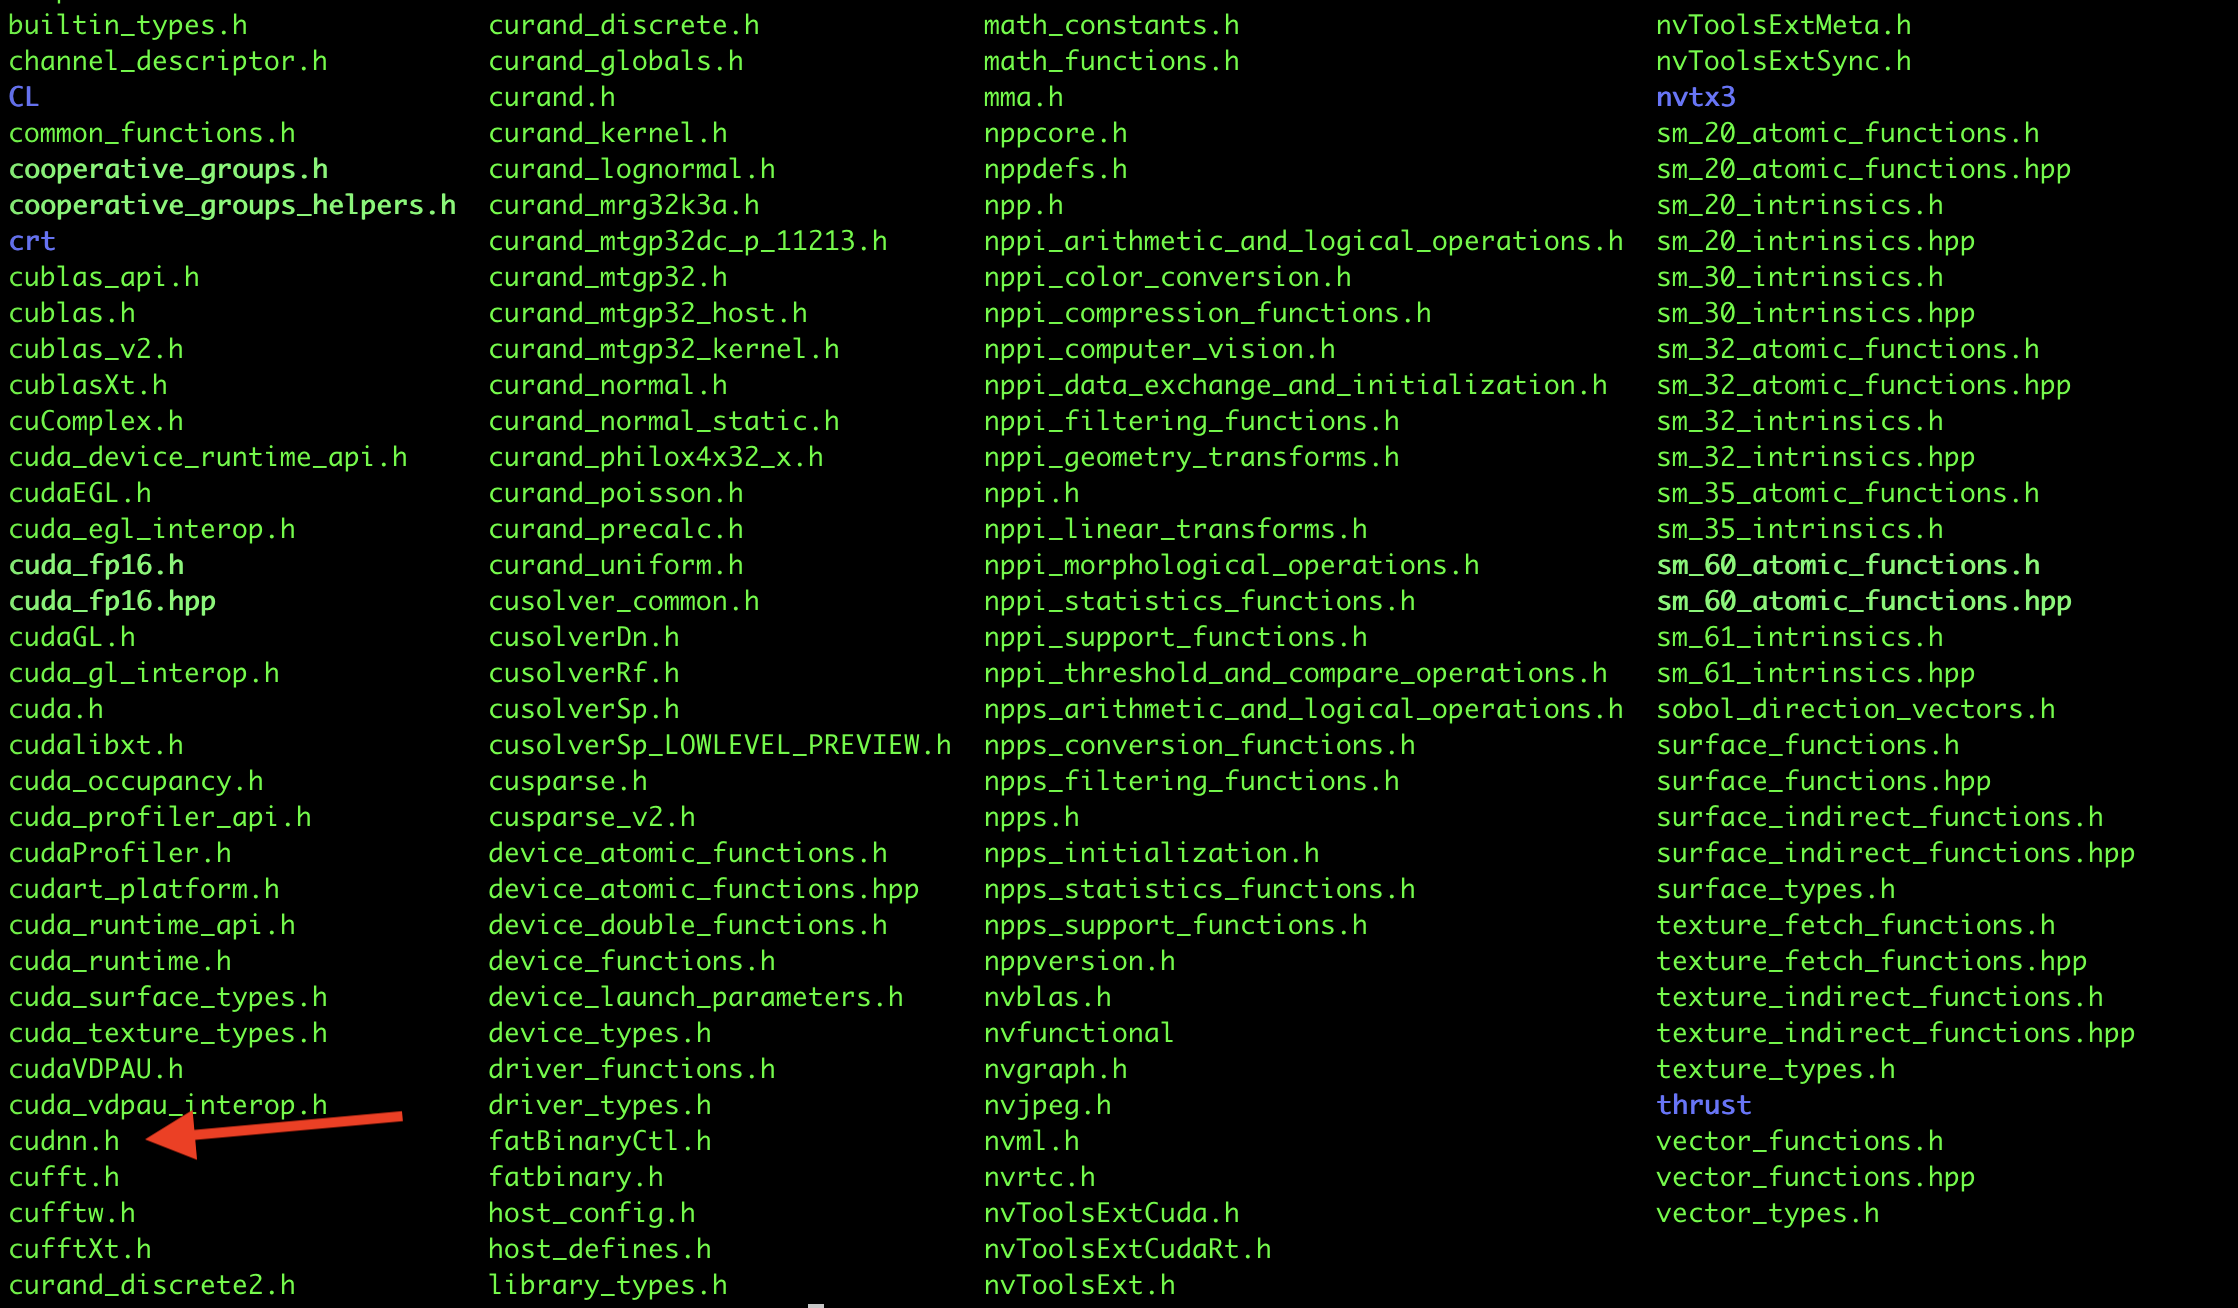 builtin_types.h curand_discrete.h math_constants.h nvToolsExtMeta.h
channel_descriptor.h curand_globals.h math_functions.h nvToolsExtSync.h
CL curand.h mma.h nvtx3
common_functions.h curand_kernel.h nppcore.h sm_20_atomic_functions.h
cooperative_groups.h curand_lognormal.h nppdefs.h sm_20_atomic_functions.hpp
cooperative_groups_helpers.h curand_mrg32k3a.h npp.h sm_20_intrinsics.h
crt curand_mtgp32dc_p_11213.h nppi_arithmetic_and_logical_operations.h sm_20_intrinsics.hpp
cublas_api.h curand_mtgp32.h nppi_color_conversion.h sm_30_intrinsics.h
cublas.h curand_mtgp32_host.h nppi_compression_functions.h sm_30_intrinsics.hpp
cublas_v2.h curand_mtgp32_kernel.h nppi_computer_vision.h sm_32_atomic_functions.h
cublasXt.h curand_normal.h nppi_data_exchange_and_initialization.h sm_32_atomic_functions.hpp
cuComplex.h curand_normal_static.h nppi_filtering_functions.h sm_32_intrinsics.h
cuda_device_runtime_api.h curand_philox4x32_x.h nppi_geometry_transforms.h sm_32_intrinsics.hpp
cudaEGL.h curand_poisson.h nppi.h sm_35_atomic_functions.h
cuda_egl_interop.h curand_precalc.h nppi_linear_transforms.h sm_35_intrinsics.h
cuda_fp16.h curand_uniform.h nppi_morphological_operations.h sm_60_atomic_functions.h
cuda_fp16.hpp cusolver_common.h nppi_statistics_functions.h sm_60_atomic_functions.hpp
cudaGL.h cusolverDn.h nppi_support_functions.h sm_61_intrinsics.h
cuda_gl_interop.h cusolverRf.h nppi_threshold_and_compare_operations.h sm_61_intrinsics.hpp
cuda.h cusolverSp.h npps_arithmetic_and_logical_operations.h sobol_direction_vectors.h
cudalibxt.h cusolverSp_LOWLEVEL_PREVIEW.h npps_conversion_functions.h surface_functions.h
cuda_occupancy.h cusparse.h npps_filtering_functions.h surface_functions.hpp
cuda_profiler_api.h cusparse_v2.h npps.h surface_indirect_functions.h
cudaProfiler.h device_atomic_functions.h npps_initialization.h surface_indirect_functions.hpp
cudart_platform.h device_atomic_functions.hpp npps_statistics_functions.h surface_types.h
cuda_runtime_api.h device_double_functions.h npps_support_functions.h texture_fetch_functions.h
cuda_runtime.h device_functions.h nppversion.h texture_fetch_functions.hpp
cuda_surface_types.h device_launch_parameters.h nvblas.h texture_indirect_functions.h
cuda_texture_types.h device_types.h nvfunctional texture_indirect_functions.hpp
cudaVDPAU.h driver_functions.h nvgraph.h texture_types.h
cuda_vdpau_interop.h driver_types.h nvjpeg.h thrust
cudnn.h fatBinaryCtl.h nvml.h vector_functions.h
cufft.h fatbinary.h nvrtc.h vector_functions.hpp
cufftw.h host_config.h nvToolsExtCuda.h vector_types.h
cufftXt.h host_defines.h nvToolsExtCudaRt.h
curand_discrete2.h library_types.h nvToolsExt.h